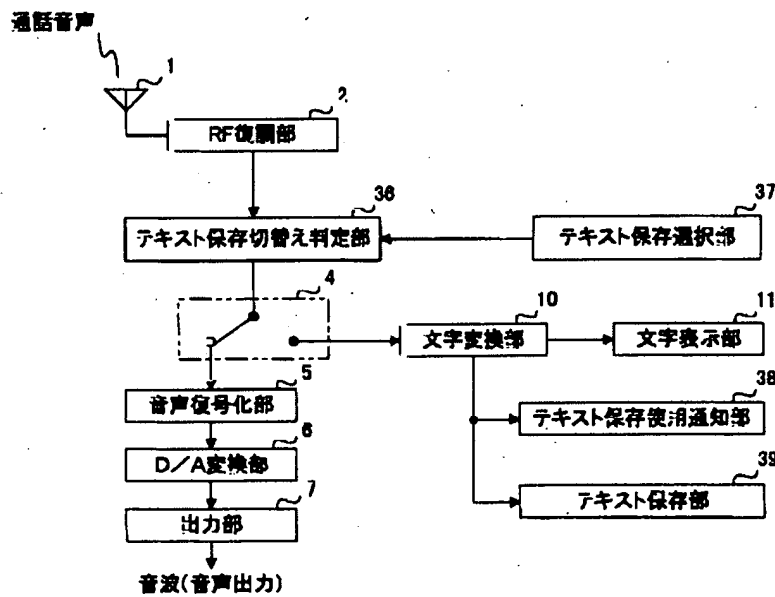 通話音声
1
2
RF復調部
36
テキスト保存切替え判定部
37
テキスト保存選択部
4
10
文字変換部
11
文字表示部
5
音声復号化部
38
テキスト保存使用通知部
6
D/A変換部
39
テキスト保存部
7
出力部
音波(音声出力)